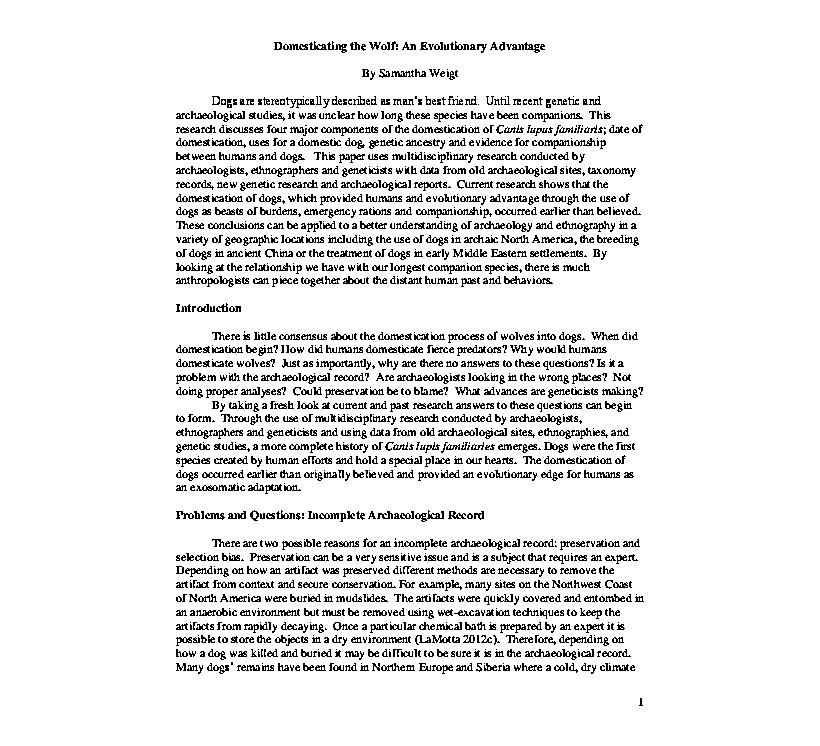 Domesticating the Wolf: An Evolutionary Advantage
By Samantha Weigt
Dogs are stereotypically described as man's best friend. Until recent genetic and
archaeological studies, it was unclear how long these species have been companions. This
research discusses four major components of the domestication of Canis lupus familiaris; date of
domestication, uses for a domestic dog, genetic ancestry and evidence for companionship
between humans and dogs. This paper uses multidisciplinary research conducted by
archaeologists, ethnographers and geneticists with data from old archaeological sites, taxonomy
records, new genetic research and archaeological reports. Current research shows that the
domestication of dogs, which provided humans and evolutionary advantage through the use of
dogs as beasts of burdens, emergency rations and companionship, occurred earlier than believed.
These conclusions can be applied to a better understanding of archaeology and ethnography in a
variety of geographic locations including the use of dogs in archaic North America, the breeding
of dogs in ancient China or the treatment of dogs in early Middle Eastern settlements. By
looking at the relationship we have with our longest companion species, there is much
anthropologists can piece together about the distant human past and behaviors.
Introduction
There is little consensus about the domestication process of wolves into dogs. When did
domestication begin? How did humans domesticate fierce predators? Why would humans
domesticate wolves? Just as importantly, why are there no answers to these questions? Is it a
problem with the archaeological record? Are archaeologists looking in the wrong places? Not
doing proper analyses? Could preservation be to blame? What advances are geneticists making?
By taking a fresh look at current and past research answers to these questions can begin
to form. Through the use of multidisciplinary research conducted by archaeologists,
ethnographers and geneticists and using data from old archaeological sites, ethnographies, and
genetic studies, a more complete history of Canis lupis familiaries emerges. Dogs were the first
species created by human efforts and hold a special place in our hearts. The domestication of
dogs occurred earlier than originally believed and provided an evolutionary edge for humans as
an exosomatic adaptation.
Problems and Questions: Incomplete Archaeological Record
There are two possible reasons for an incomplete archaeological record: preservation and
selection bias. Preservation can be a very sensitive issue and is a subject that requires an expert.
Depending on how an artifact was preserved different methods are necessary to remove the
artifact from context and secure conservation. For example, many sites on the Northwest Coast
of North America were buried in mudslides. The artifacts were quickly covered and entombed in
an anaerobic environment but must be removed using wet-excavation techniques to keep the
artifacts from rapidly decaying. Once a particular chemical bath is prepared by an expert it is
possible to store the objects in a dry environment (LaMotta 2012c). Therefore, depending on
how a dog was killed and buried it may be difficult to be sure it is in the archaeological record.
Many dogs' remains have been found in Northern Europe and Siberia where a cold, dry climate
1